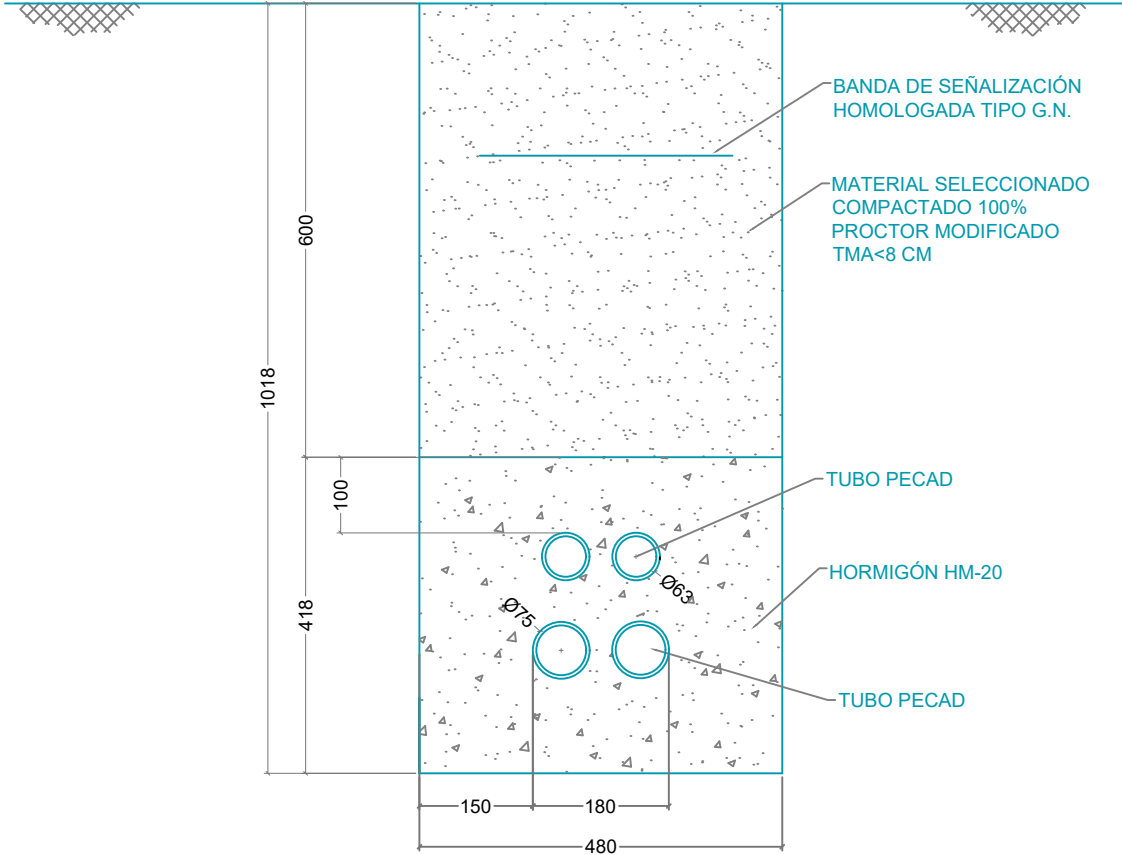 BANDA DE SEÑALIZACIÓN
HOMOLOGADA TIPO G.N.
MATERIAL SELECCIONADO
COMPACTADO 100%
PROCTOR MODIFICADO
TMA<8 CM
600
1018
100
TUBO PECAD
HORMIGÓN HM-20
Ø63
Ø75
418
TUBO PECAD
150
180
480